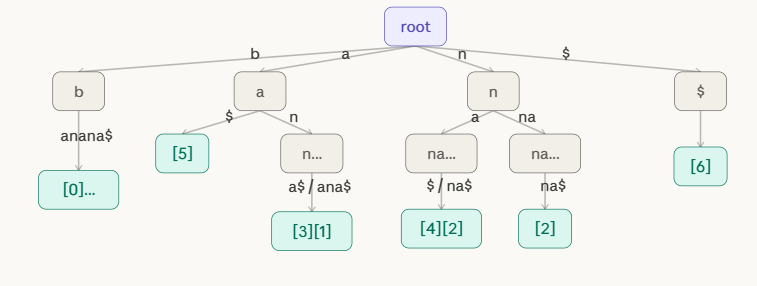 root
b
a
n
$
b
a
n
$
$
n
a
na
anana$
[5]
n...
na...
na...
[6]
[0]...
a$ / ana$
$ / na$
na$
[3][1]
[4][2]
[2]